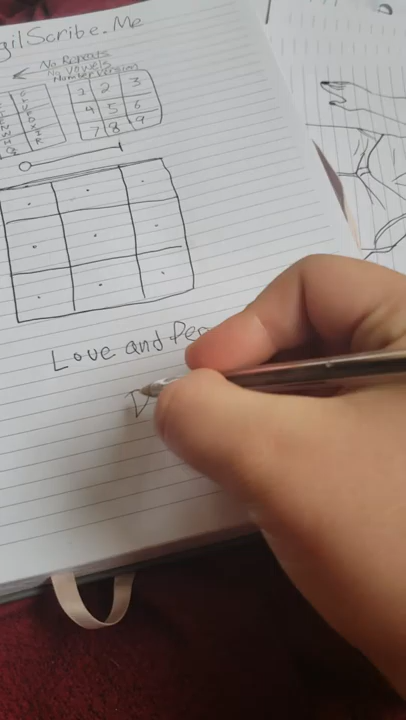 gilScribe.Me
No Repeats
No Vowels
Number Version
1 2 3
4 5 6
7 8 9
Love and Pea
D